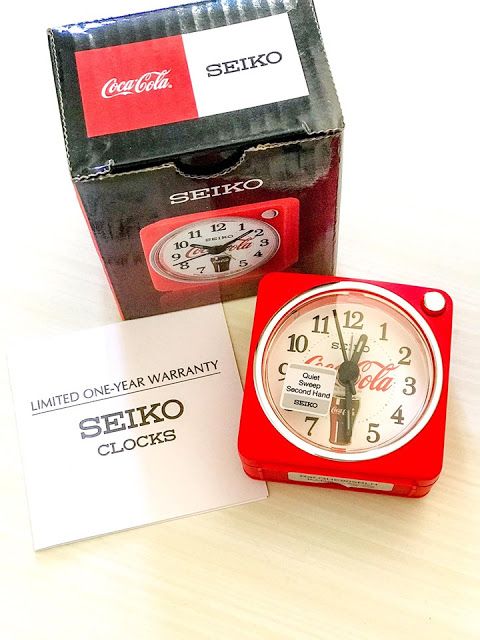 Coca-Cola
SEIKO
SEIKO
SEIKO
Coca-Cola
10
1
2
3
4
5
7
8
9
LIMITED ONE-YEAR WARRANTY
SEIKO
CLOCKS
11
12
1
10
2
SEIKO
Coca-Cola
9
3
Quiet
Sweep
Second Hand
SEIKO
4
7
5